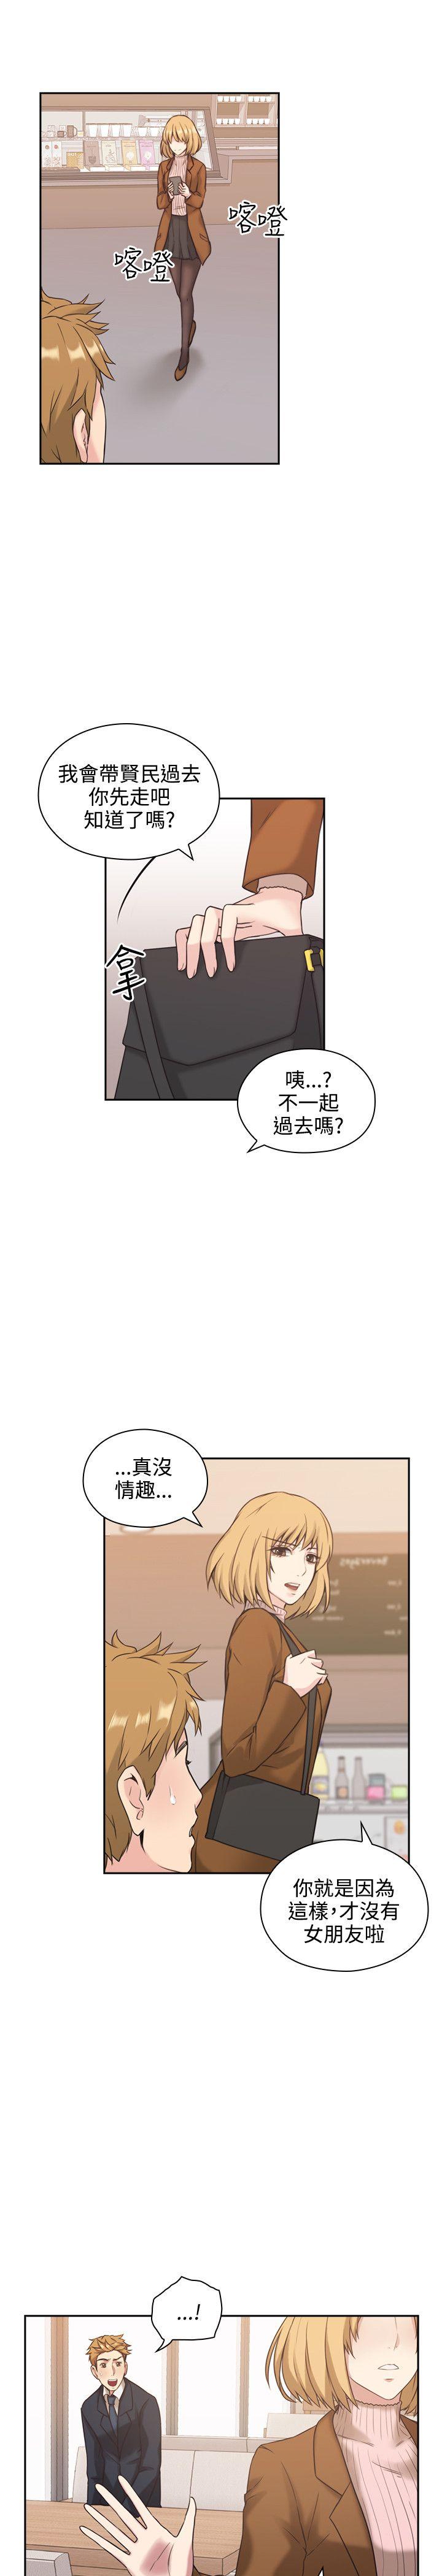 喀噔
喀噔
我會帶賢民過去
你先走吧
知道了嗎?
拿
咦…?
不一起
過去嗎?
…真沒
情趣…
你就是因為
這樣,才沒有
女朋友啦
…!